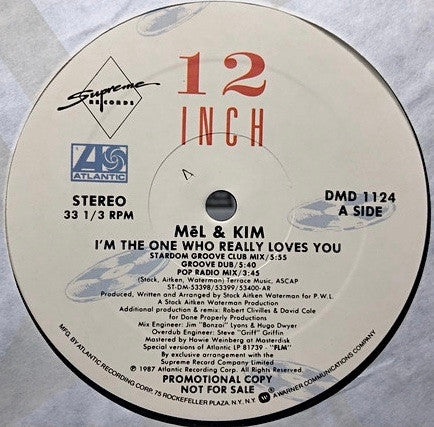 Supreme
RECORDS
12
INCH
ATLANTIC
STEREO
33 1/3 RPM
DMD 1124
A SIDE
MēL & KIM
I'M THE ONE WHO REALLY LOVES YOU
STARDOM GROOVE CLUB MIX/5:55
GROOVE DUB/5:40
POP RADIO MIX/3:45
(Stock, Aitken, Waterman) Terrace Music, ASCAP
ST-DM-53398/53399/53400-AR
Produced, Written and Arranged by Stock Aitken Waterman for P.W.L.
A Stock Aitken Waterman Production
Additional production & remix: Robert Clivilles & David Cole
for Done Properly Productions
Mix Engineer: Jim "Bonzai" Lyons & Hugo Dwyer
Overdub Engineer: Steve "Griff" Griffin
Mastered by Howie Weinberg at Masterdisk
Special versions of Atlantic LP 81739 - "FLM"
By exclusive arrangement with the
Supreme Record Company Limited
℗ 1987 Atlantic Recording Corp.
PROMOTIONAL COPY
NOT FOR SALE
MFG. BY ATLANTIC RECORDING CORP. 75 ROCKEFELLER PLAZA, N.Y. N.Y. A WARNER COMMUNICATIONS COMPANY